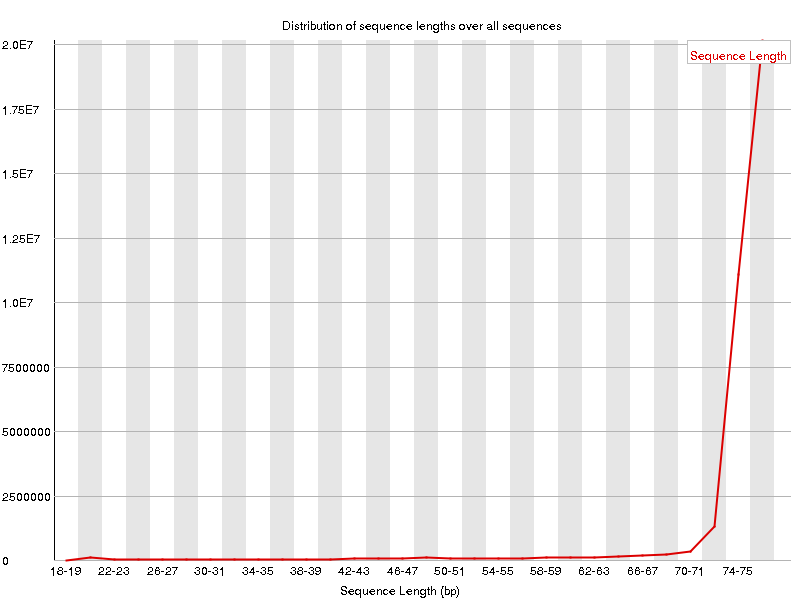 Distribution of sequence lengths over all sequences
2.0E7
Sequence Length
1.75E7
1.5E7
1.25E7
1.0E7
7500000
5000000
2500000
0
18-19 22-23 26-27 30-31 34-35 38-39 42-43 46-47 50-51 54-55 58-59 62-63 66-67 70-71 74-75
Sequence Length (bp)